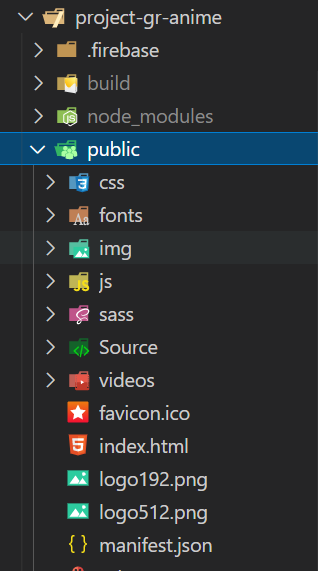 project-gr-anime
.firebase
build
node_modules
public
css
fonts
img
js
sass
Source
videos
favicon.ico
index.html
logo192.png
logo512.png
manifest.json